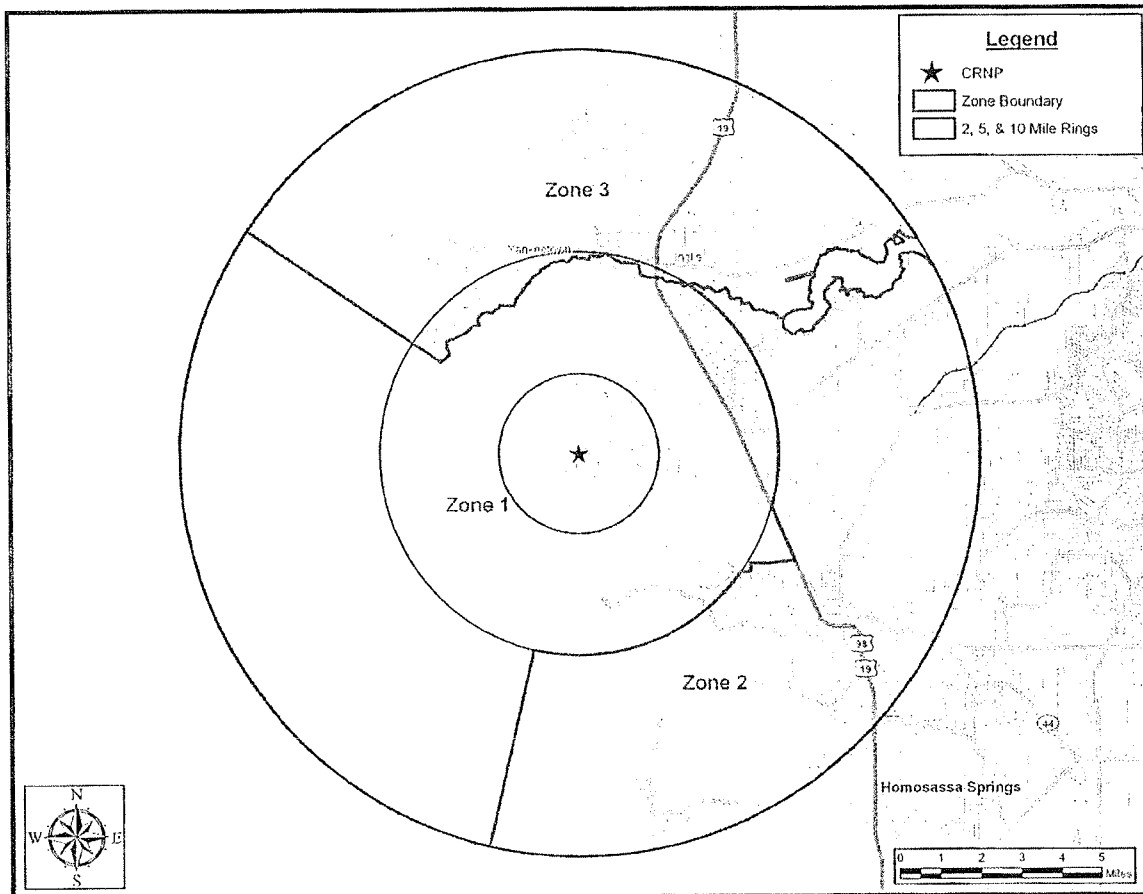 Legend
CRNP
Zone Boundary
2, 5, & 10 Mile Rings
19
Zone 3
Zone 1
98
19
Zone 2
44
Homosassa Springs
N
W E
S
0 1 2 3 4 5
Miles